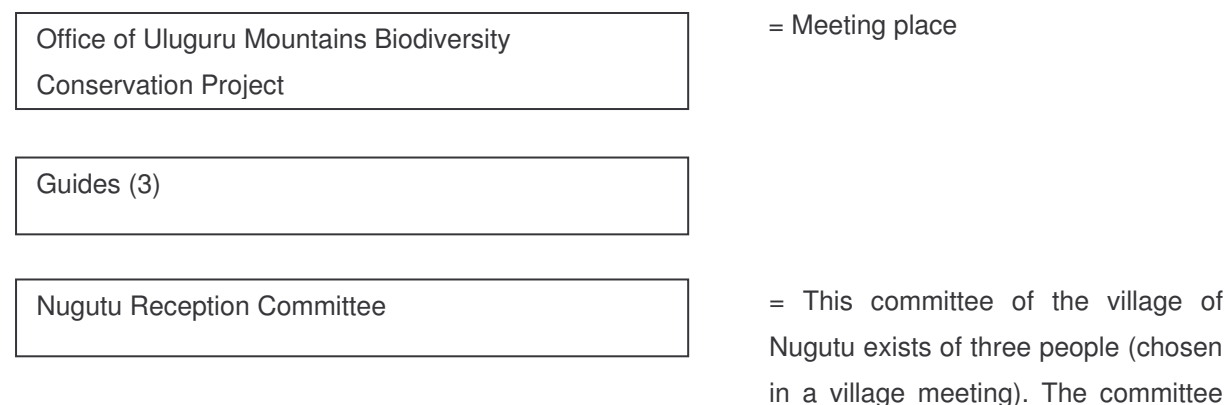 Office of Uluguru Mountains Biodiversity
Conservation Project
= Meeting place
Guides (3)
Nugutu Reception Committee
= This committee of the village of
Nugutu exists of three people (chosen
in a village meeting). The committee